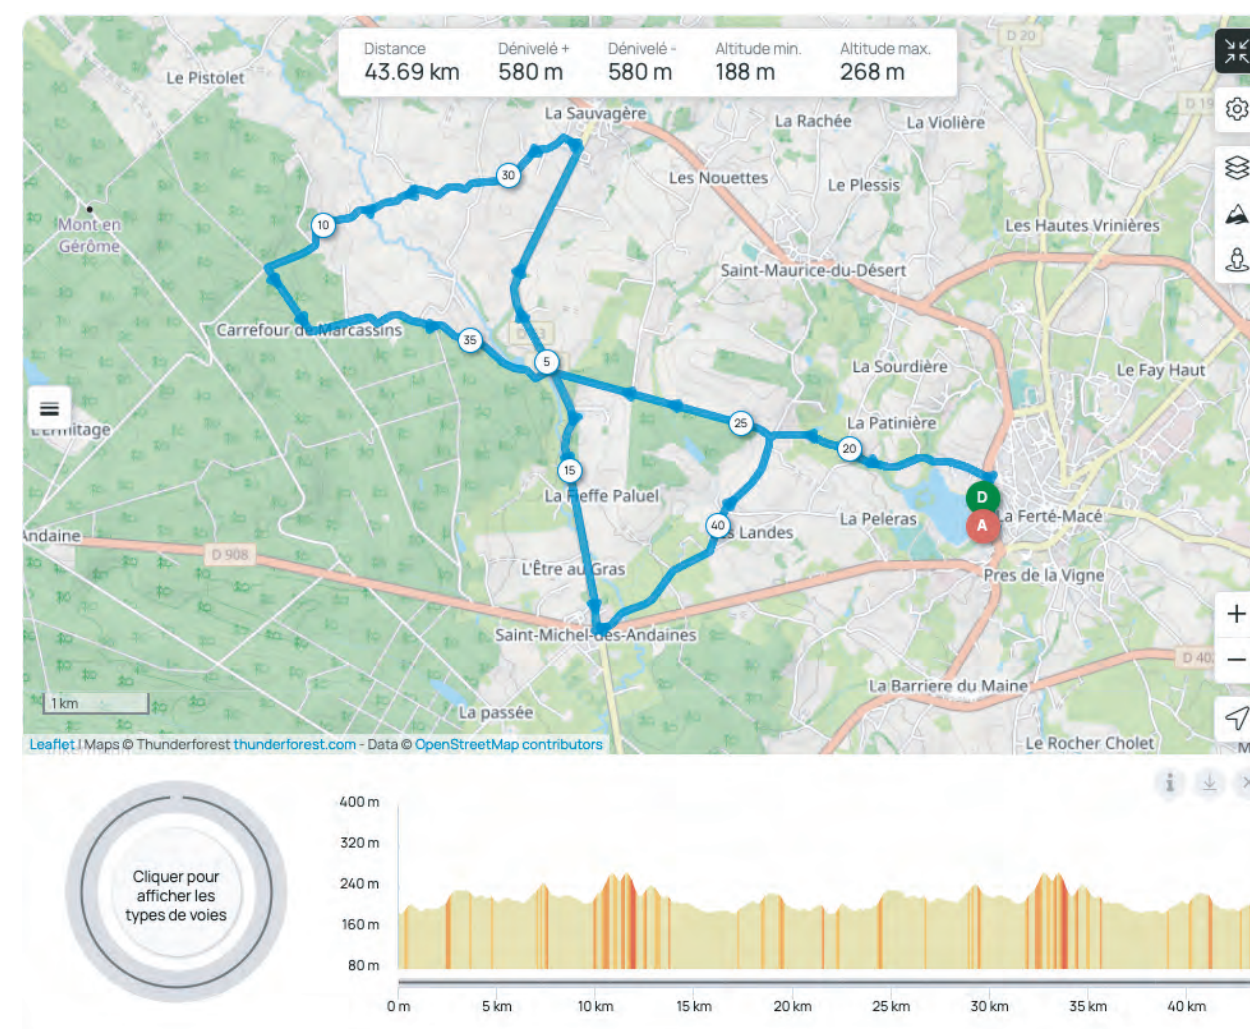 Distance
43.69 km
Dénivelé +
580 m
Dénivelé -
580 m
Altitude min.
188 m
Altitude max.
268 m
D 20
Le Pistolet
La Sauvagère
La Rachée
La Violière
D 19
Les Nouettes
Le Plessis
30
Mont en
Gérôme
10
Les Hautes Vrinières
Saint-Maurice-du-Désert
Carrefour de Marcassins
35
5
La Sourdière
Le Fay Haut
L'Ermitage
25
La Patinière
20
15
La Fieffe Paluel
D
La Ferté-Macé
A
La Peleras
40
Landes
Andaine
D 908
L'Être au Gras
Pres de la Vigne
Saint-Michel-des-Andaines
D 40
La Barriere du Maine
1 km
La passée
Le Rocher Cholet
Leaflet | Maps © Thunderforest thunderforest.com - Data © OpenStreetMap contributors
Cliquer pour
afficher les
types de voies
400 m
320 m
240 m
160 m
80 m
0 m
5 km
10 km
15 km
20 km
25 km
30 km
35 km
40 km